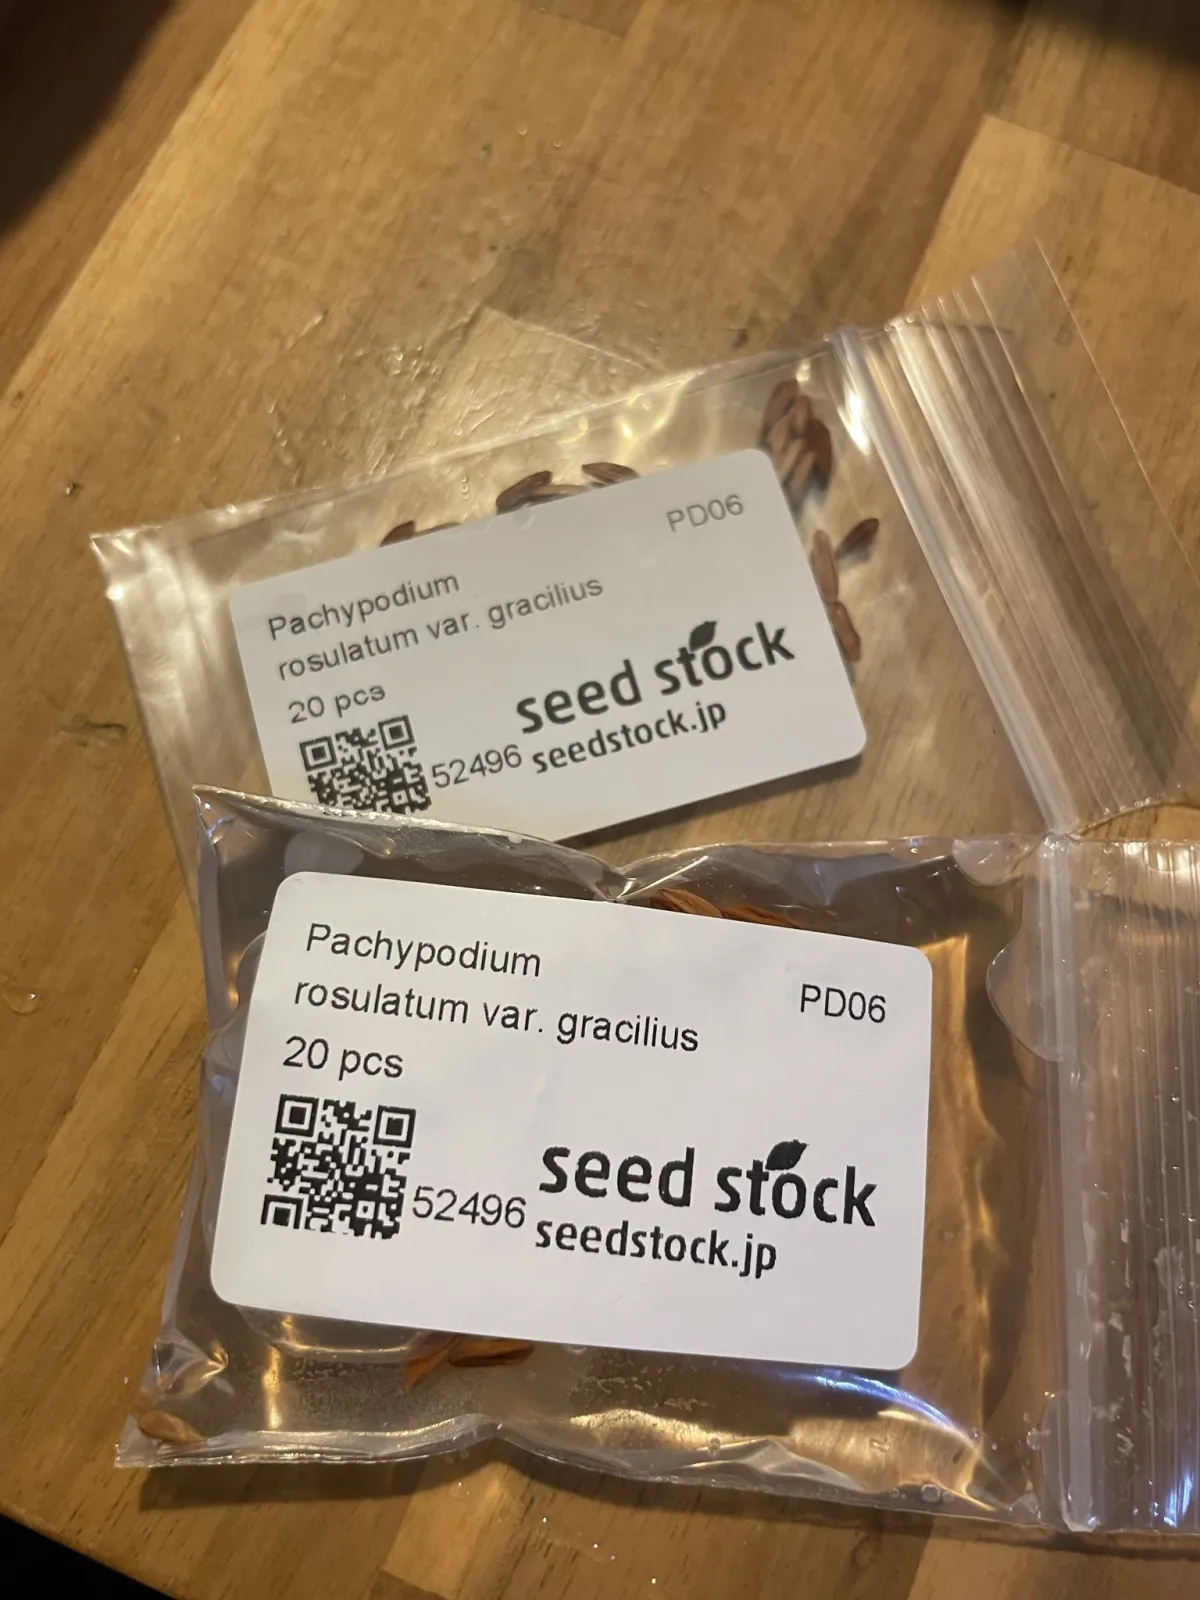 PD06
Pachypodium
rosulatum var. gracilius
20 pcs
52496
seed stock
seedstock.jp
Pachypodium
PD06
rosulatum var. gracilius
20 pcs
52496
seed stock
seedstock.jp